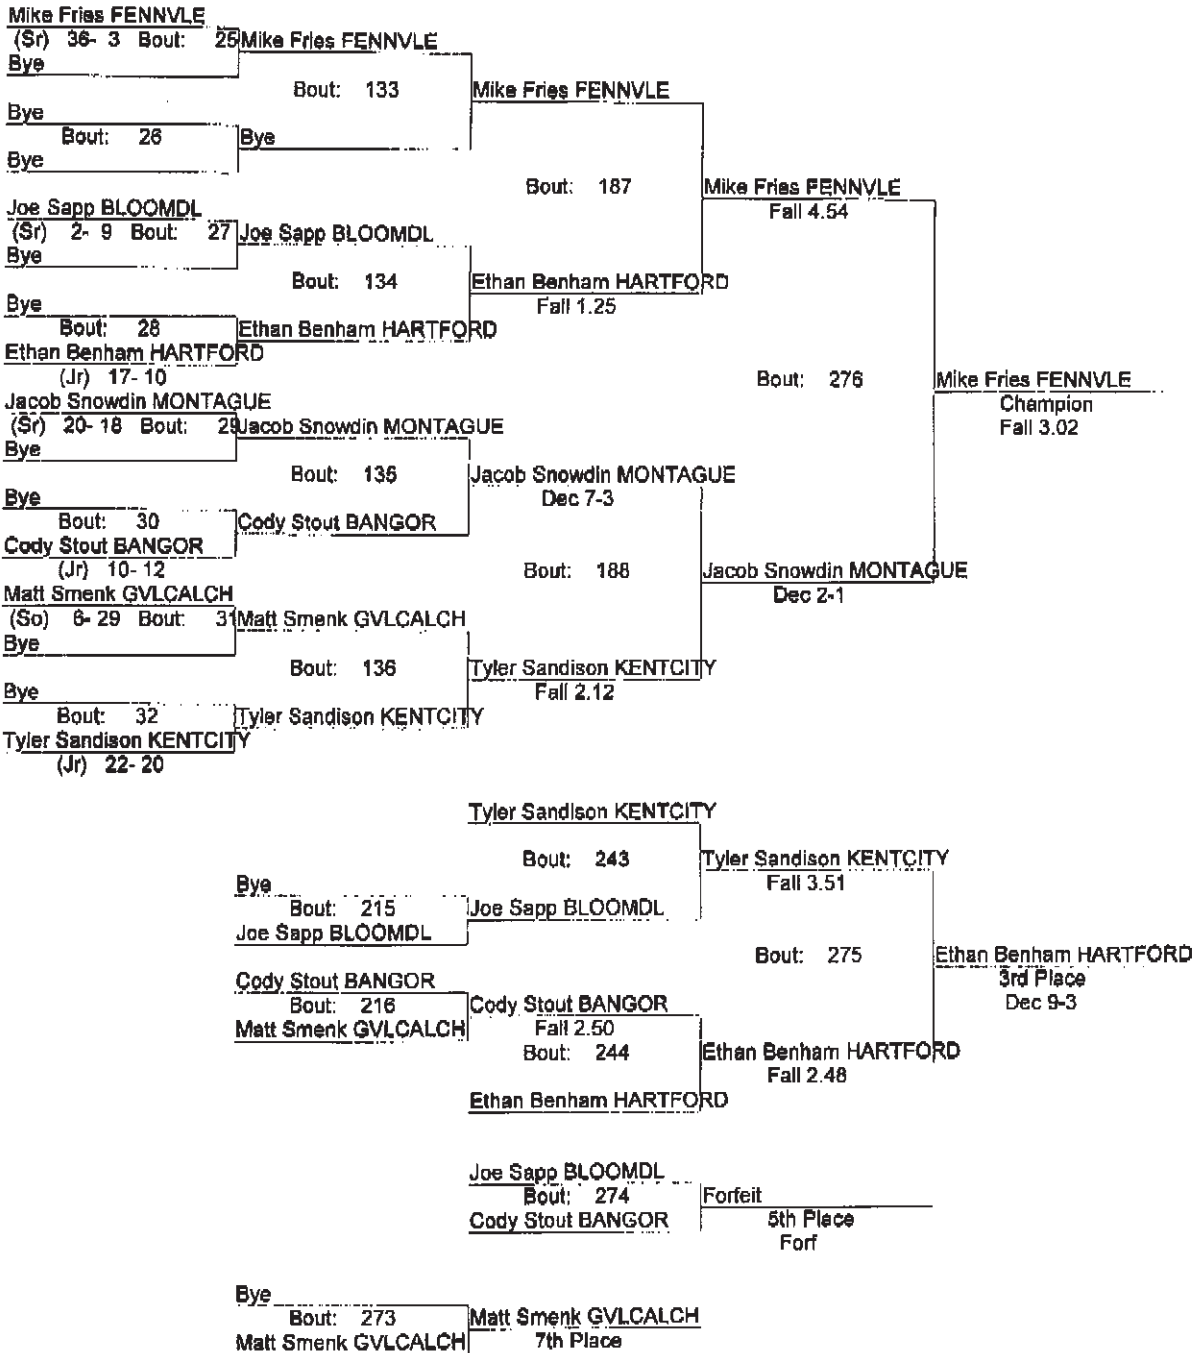 Mike Fries FENNVLE
(Sr) 36- 3 Bout: 25 Mike Fries FENNVLE
Bye
Bout: 133 Mike Fries FENNVLE
Bye
Bout: 26 Bye
Bye
Bout: 187 Mike Fries FENNVLE
Fall 4.54
Joe Sapp BLOOMDL
(Sr) 2- 9 Bout: 27 Joe Sapp BLOOMDL
Bye
Bout: 134 Ethan Benham HARTFORD
Fall 1.25
Bye
Bout: 28 Ethan Benham HARTFORD
Ethan Benham HARTFORD
(Jr) 17- 10
Bout: 276 Mike Fries FENNVLE
Champion
Fall 3.02
Jacob Snowdin MONTAGUE
(Sr) 20- 18 Bout: 29 Jacob Snowdin MONTAGUE
Bye
Bout: 135 Jacob Snowdin MONTAGUE
Dec 7-3
Bye
Bout: 30 Cody Stout BANGOR
Cody Stout BANGOR
(Jr) 10- 12
Bout: 188 Jacob Snowdin MONTAGUE
Dec 2-1
Matt Smenk GVLCALCH
(So) 6- 29 Bout: 31 Matt Smenk GVLCALCH
Bye
Bout: 136 Tyler Sandison KENTCITY
Fall 2.12
Bye
Bout: 32 Tyler Sandison KENTCITY
Tyler Sandison KENTCITY
(Jr) 22- 20
Tyler Sandison KENTCITY
Bout: 243 Tyler Sandison KENTCITY
Fall 3.51
Bye
Bout: 215 Joe Sapp BLOOMDL
Joe Sapp BLOOMDL
Bout: 275 Ethan Benham HARTFORD
3rd Place
Dec 9-3
Cody Stout BANGOR
Bout: 216 Cody Stout BANGOR
Matt Smenk GVLCALCH Fall 2.50
Bout: 244 Ethan Benham HARTFORD
Fall 2.48
Ethan Benham HARTFORD
Joe Sapp BLOOMDL
Bout: 274 Forfeit
Cody Stout BANGOR 5th Place
Forf
Bye
Bout: 273 Matt Smenk GVLCALCH
Matt Smenk GVLCALCH 7th Place